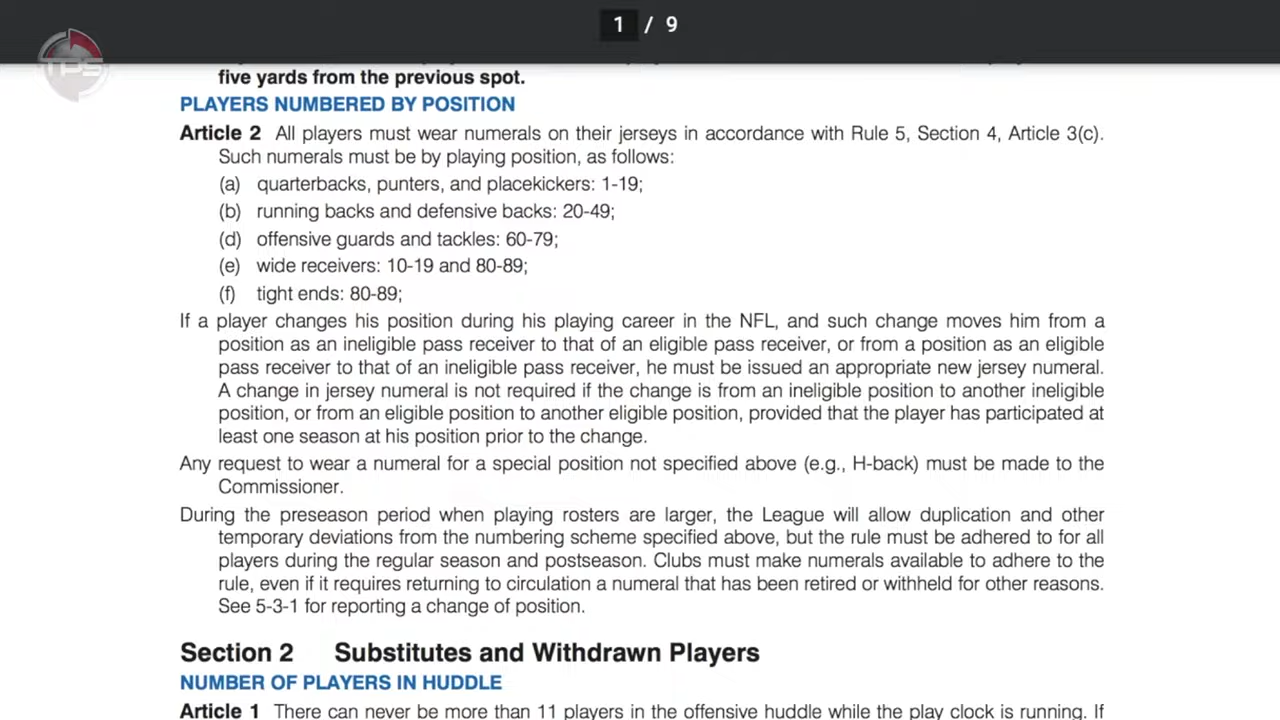 1 / 9
TPS
five yards from the previous spot.
PLAYERS NUMBERED BY POSITION
Article 2 All players must wear numerals on their jerseys in accordance with Rule 5, Section 4, Article 3(c).
Such numerals must be by playing position, as follows:
(a) quarterbacks, punters, and placekickers: 1-19;
(b) running backs and defensive backs: 20-49;
(d) offensive guards and tackles: 60-79;
(e) wide receivers: 10-19 and 80-89;
(f) tight ends: 80-89;
If a player changes his position during his playing career in the NFL, and such change moves him from a
position as an ineligible pass receiver to that of an eligible pass receiver, or from a position as an eligible
pass receiver to that of an ineligible pass receiver, he must be issued an appropriate new jersey numeral.
A change in jersey numeral is not required if the change is from an ineligible position to another ineligible
position, or from an eligible position to another eligible position, provided that the player has participated at
least one season at his position prior to the change.
Any request to wear a numeral for a special position not specified above (e.g., H-back) must be made to the
Commissioner.
During the preseason period when playing rosters are larger, the League will allow duplication and other
temporary deviations from the numbering scheme specified above, but the rule must be adhered to for all
players during the regular season and postseason. Clubs must make numerals available to adhere to the
rule, even if it requires returning to circulation a numeral that has been retired or withheld for other reasons.
See 5-3-1 for reporting a change of position.
Section 2 Substitutes and Withdrawn Players
NUMBER OF PLAYERS IN HUDDLE
Article 1 There can never be more than 11 players in the offensive huddle while the play clock is running. If